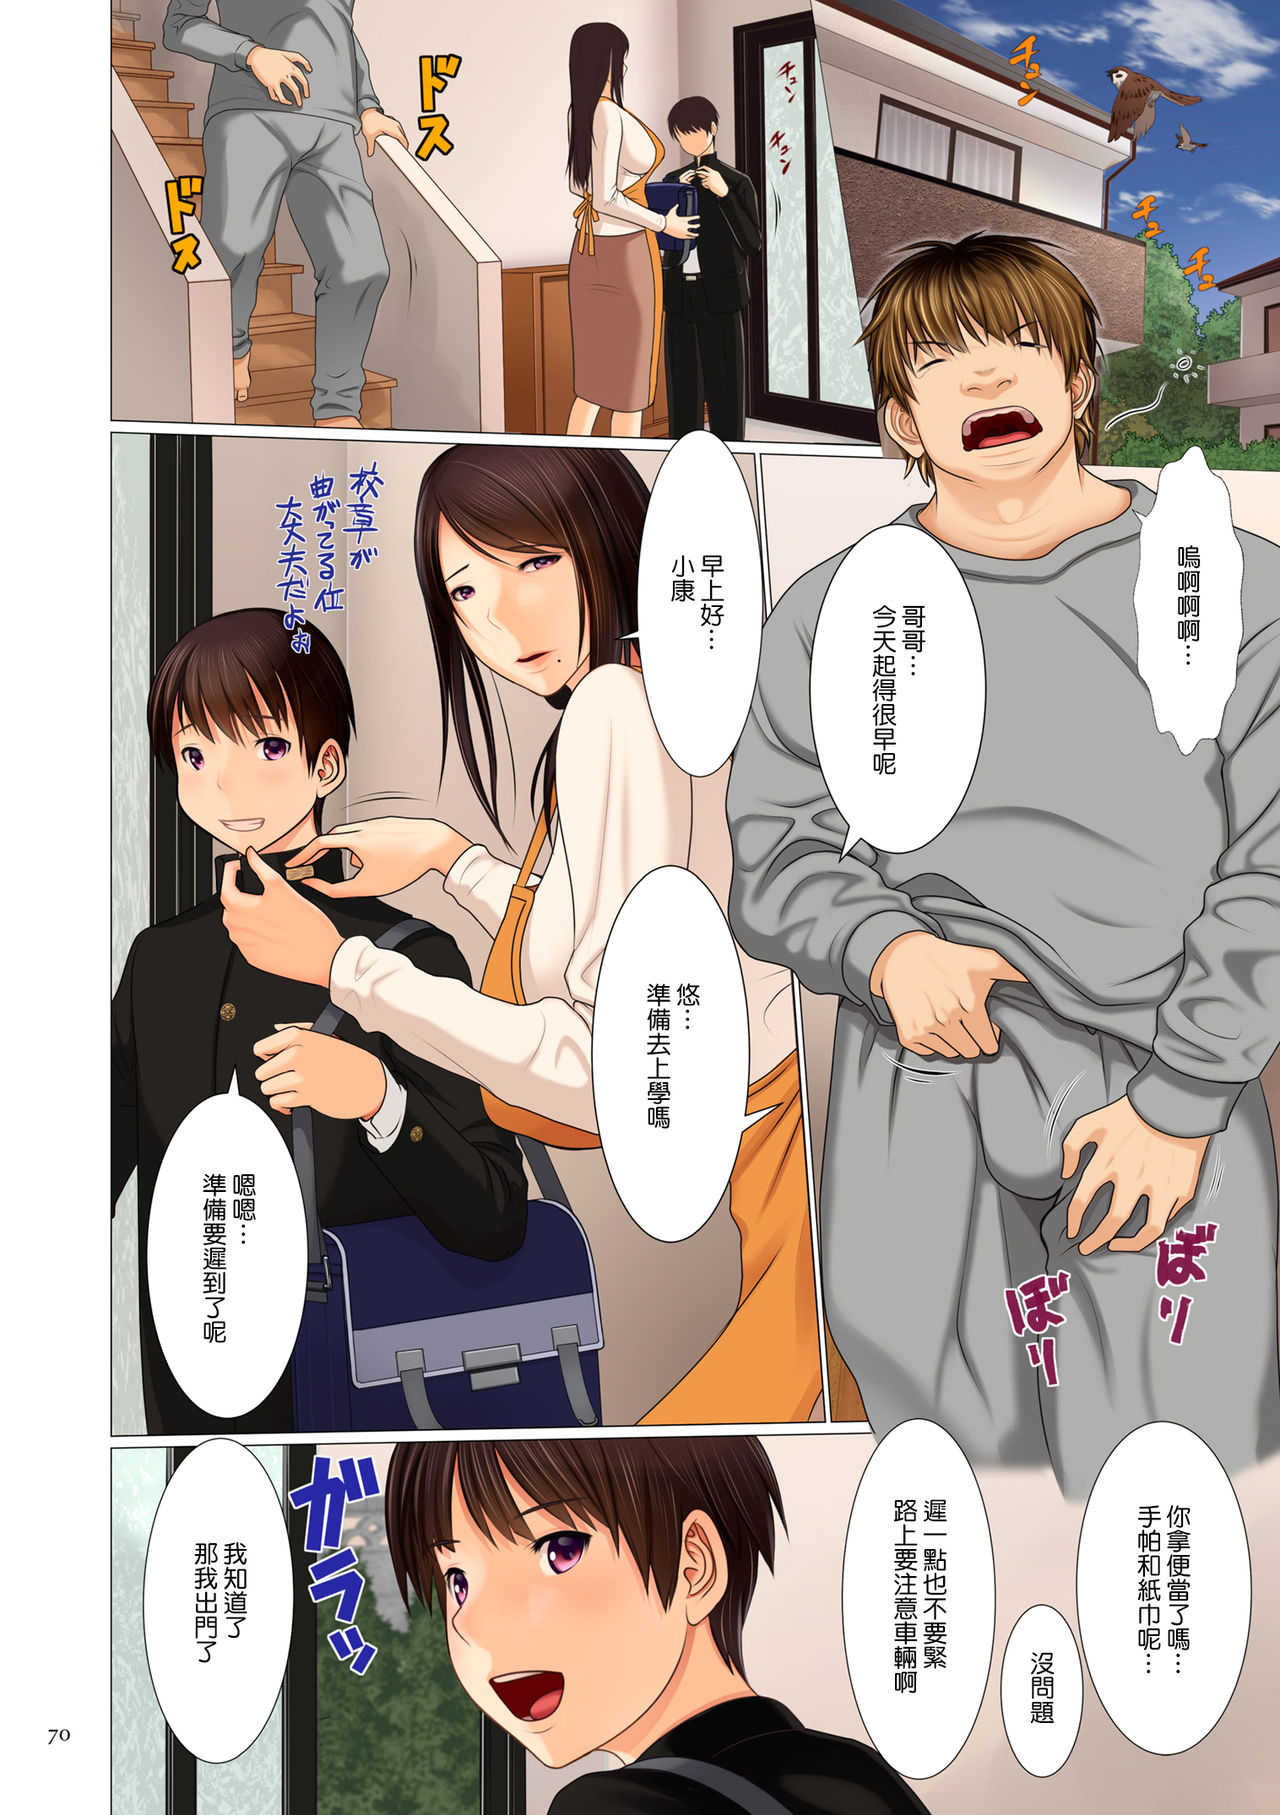 チュン
チュン
チュン
チュン
チュン
ドス
ドス
嗚啊啊啊…
哥哥…
今天起得很早呢
ぼり
ぼり
早上好…
小康
悠…
準備去上學嗎
校章が
曲がってる位
大丈夫だよぉ
嗯嗯…
準備要遲到了呢
你拿便當了嗎…
手帕和紙巾呢…
沒問題
遲一點也不要緊
路上要注意車輛啊
ガラッ
我知道了
那我出門了
70